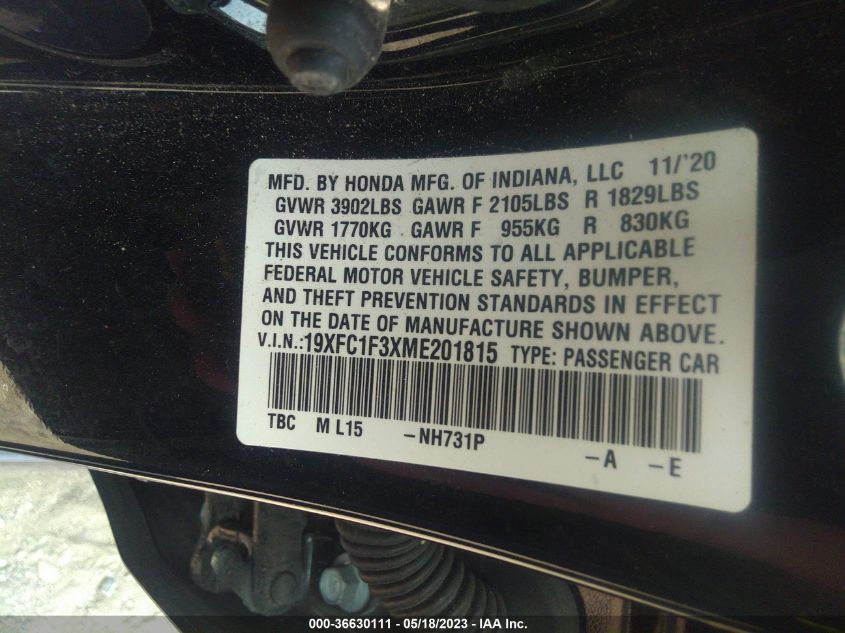 MFD. BY HONDA MFG. OF INDIANA, LLC 11/'20
GVWR 3902LBS GAWR F 2105LBS R 1829LBS
GVWR 1770KG GAWR F 955KG R 830KG
THIS VEHICLE CONFORMS TO ALL APPLICABLE
FEDERAL MOTOR VEHICLE SAFETY, BUMPER,
AND THEFT PREVENTION STANDARDS IN EFFECT
ON THE DATE OF MANUFACTURE SHOWN ABOVE.
V.I.N.:19XFC1F3XME201815 TYPE: PASSENGER CAR
TBC M L15 -NH731P
-A -E
000-36630111 - 05/18/2023 - IAA Inc.